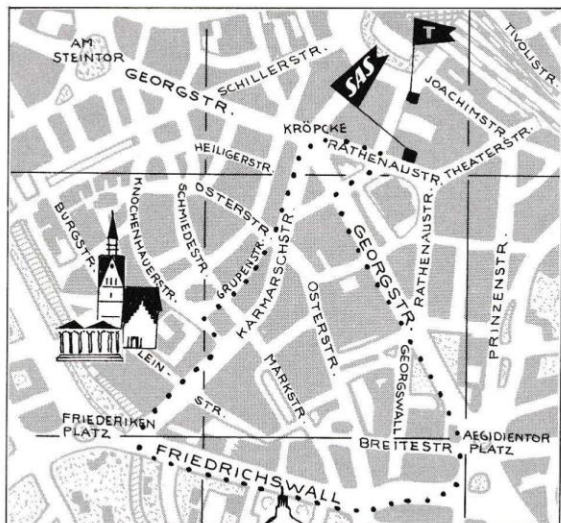 AM
STEINTOR
GEORGSTR.
SCHILLERSTR.
T
SAS
TIVOLISTR.
JOACHIMSTR.
KRÖPCKE
RATHENAUSTR.
THEATERSTR.
HEILIGERSTR.
OSTERSTR.
SCHMIEDESTR.
KNOCHENHAUERSTR.
BURGSTR.
GRUPENSTR.
KARMARSCHSTR.
GEORGSTR.
RATHENAUSTR.
PRINZENSTR.
OSTERSTR.
MARKTSTR.
GEORGSWALL
LEIN-
STR.
FRIEDERIKEN
PLATZ
FRIEDRICHSWALL
BREITESTR.
AEGIDIENTOR
PLATZ